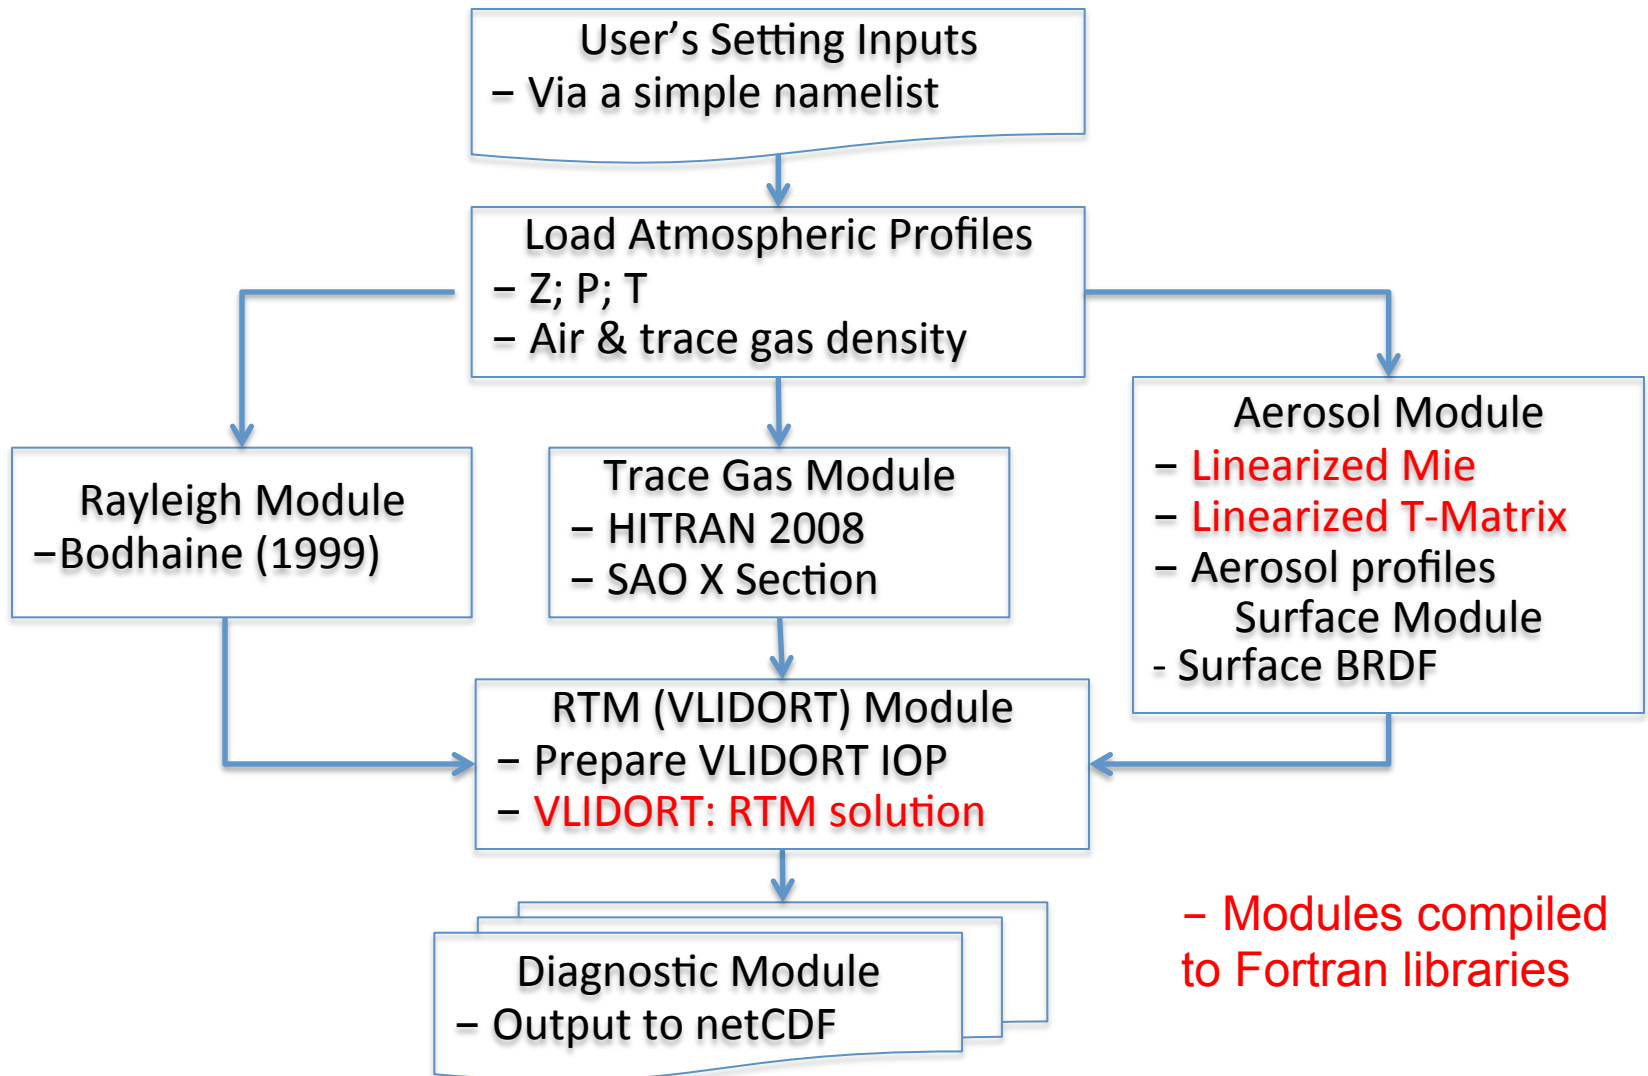 User’s Setting Inputs
– Via a simple namelist
Load Atmospheric Profiles
– Z; P; T
– Air & trace gas density
Rayleigh Module
–Bodhaine (1999)
Trace Gas Module
– HITRAN 2008
– SAO X Section
Aerosol Module
– Linearized Mie
– Linearized T-Matrix
– Aerosol profiles
Surface Module
- Surface BRDF
RTM (VLIDORT) Module
– Prepare VLIDORT IOP
– VLIDORT: RTM solution
Diagnostic Module
– Output to netCDF
– Modules compiled
to Fortran libraries